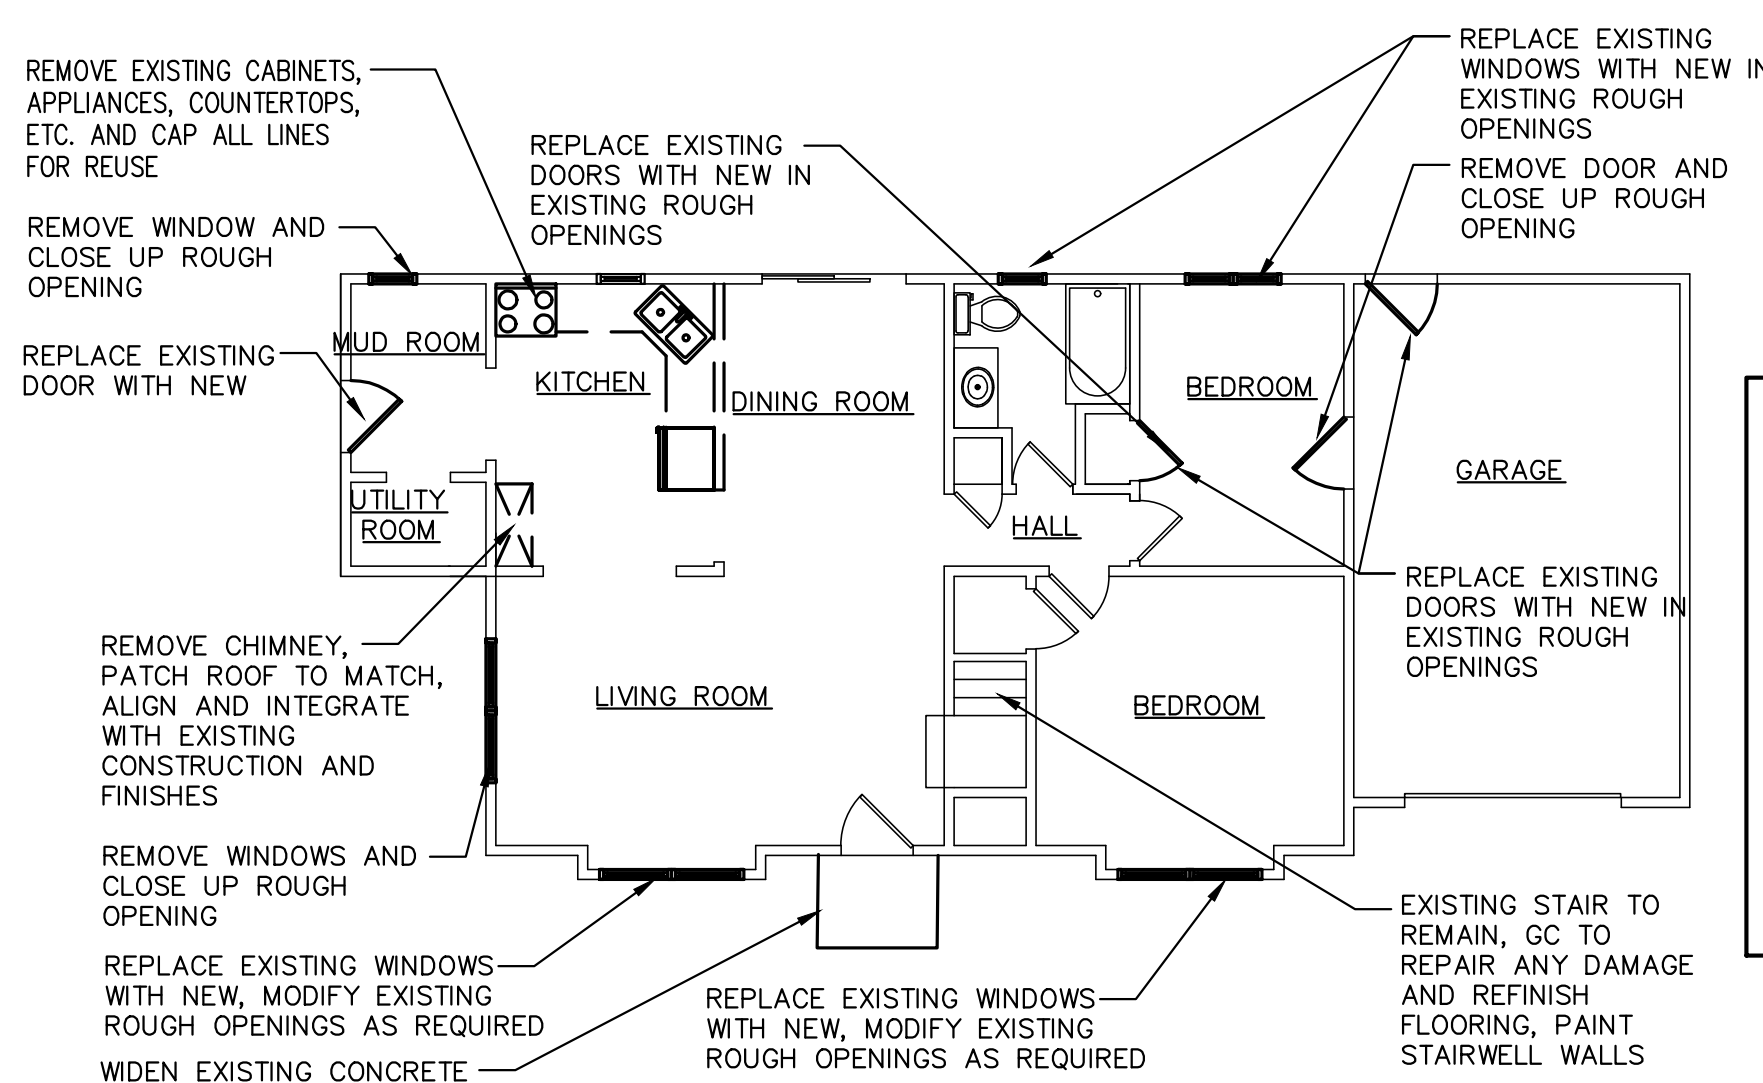 REMOVE EXISTING CABINETS,
APPLIANCES, COUNTERTOPS,
ETC. AND CAP ALL LINES
FOR REUSE
REMOVE WINDOW AND
CLOSE UP ROUGH
OPENING
REPLACE EXISTING
DOOR WITH NEW
REPLACE EXISTING
DOORS WITH NEW IN
EXISTING ROUGH
OPENINGS
REPLACE EXISTING
WINDOWS WITH NEW IN
EXISTING ROUGH
OPENINGS
REMOVE DOOR AND
CLOSE UP ROUGH
OPENING
MUD ROOM
KITCHEN
DINING ROOM
BEDROOM
GARAGE
UTILITY
ROOM
HALL
LIVING ROOM
BEDROOM
REPLACE EXISTING
DOORS WITH NEW IN
EXISTING ROUGH
OPENINGS
REMOVE CHIMNEY,
PATCH ROOF TO MATCH,
ALIGN AND INTEGRATE
WITH EXISTING
CONSTRUCTION AND
FINISHES
REMOVE WINDOWS AND
CLOSE UP ROUGH
OPENING
REPLACE EXISTING WINDOWS
WITH NEW, MODIFY EXISTING
ROUGH OPENINGS AS REQUIRED
WIDEN EXISTING CONCRETE
REPLACE EXISTING WINDOWS
WITH NEW, MODIFY EXISTING
ROUGH OPENINGS AS REQUIRED
EXISTING STAIR TO
REMAIN, GC TO
REPAIR ANY DAMAGE
AND REFINISH
FLOORING, PAINT
STAIRWELL WALLS